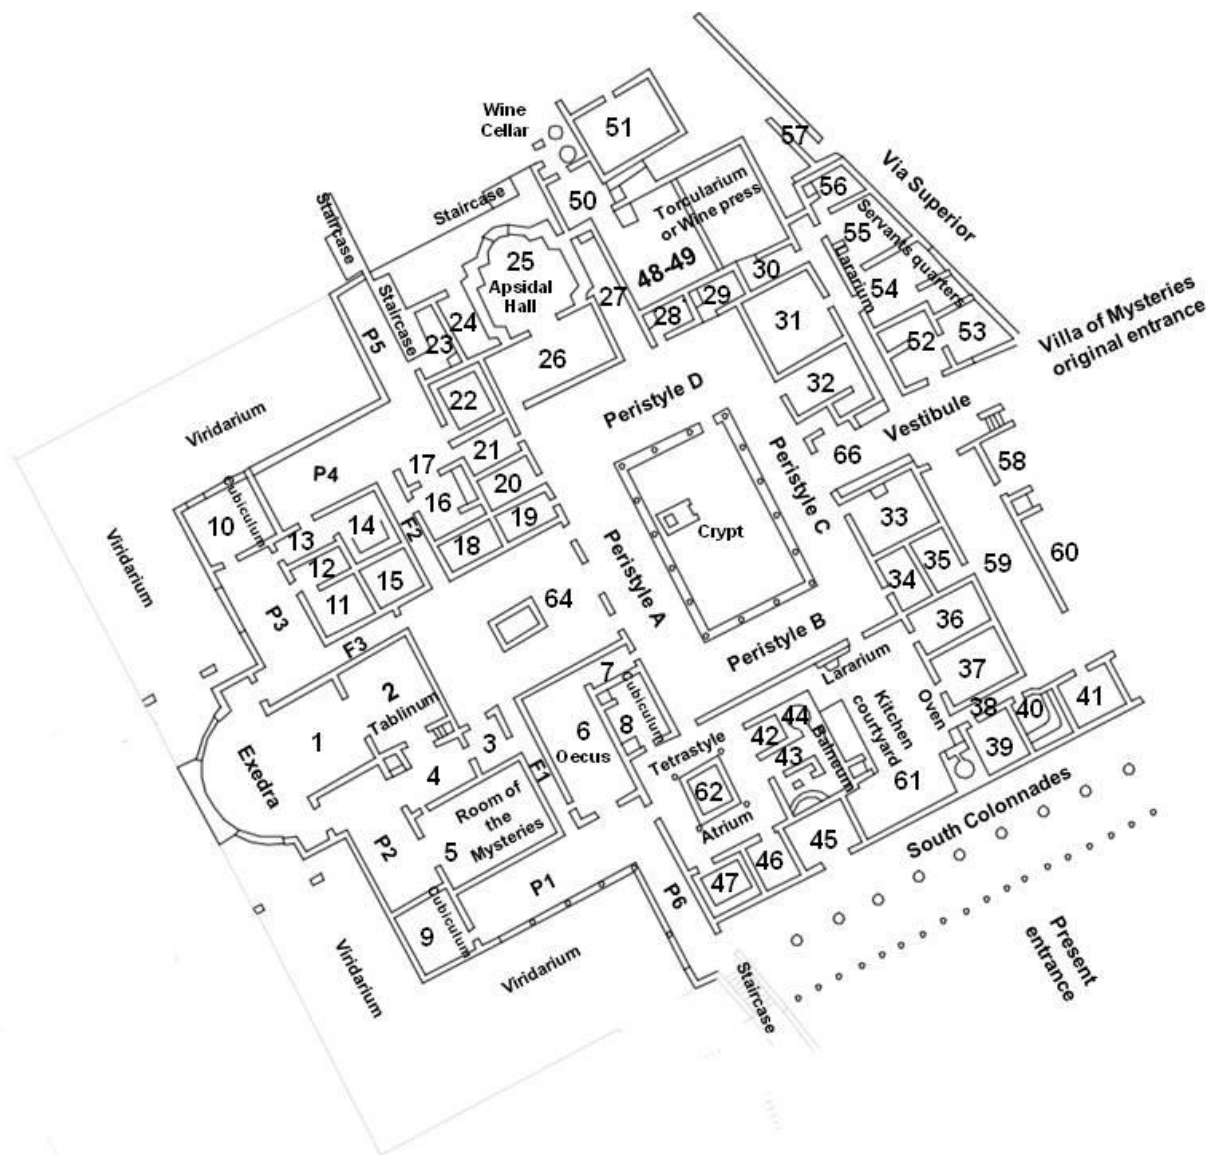 57
51
Wine
Cellar
Via Superior
56
50
Torcularium
or Wine press
Staircase
Staircase
55
Servants quarters
Lararium
25
Apsidal
Hall
48-49
30
27
54
29
28
Villa of Mysteries
original entrance
Staircase
24
23
P5
31
53
52
26
32
22
Peristyle D
Vestibule
Viridarium
21
17
66
58
P4
20
16
Peristyle C
Cubiculum
10
14
F2
19
33
Crypt
13
18
12
15
35
34
59
60
Viridarium
Peristyle A
11
64
P3
36
Peristyle B
F3
Lararium
37
7
Cubiculum
2
Tablinum
Oven
38
40
41
Kitchen
courtyard
44
42
6
Oecus
8
1
3
39
Tetrastyle
43
Balneum
Exedra
4
F1
61
62
Room of
the
Mysteries
South Colonnades
Atrium
45
P2
5
46
47
P1
P6
Cubiculum
9
Present
entrance
Viridarium
Viridarium
Staircase